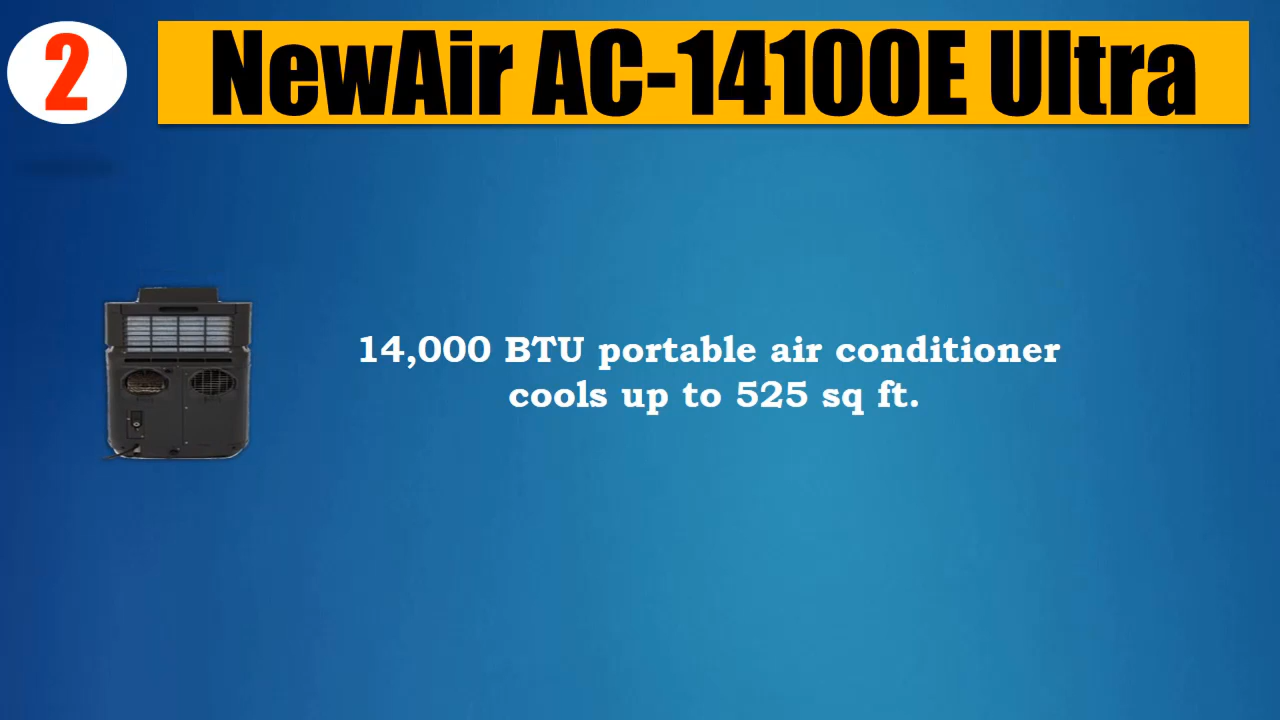 2
NewAir AC-14100E Ultra
14,000 BTU portable air conditioner
cools up to 525 sq ft.